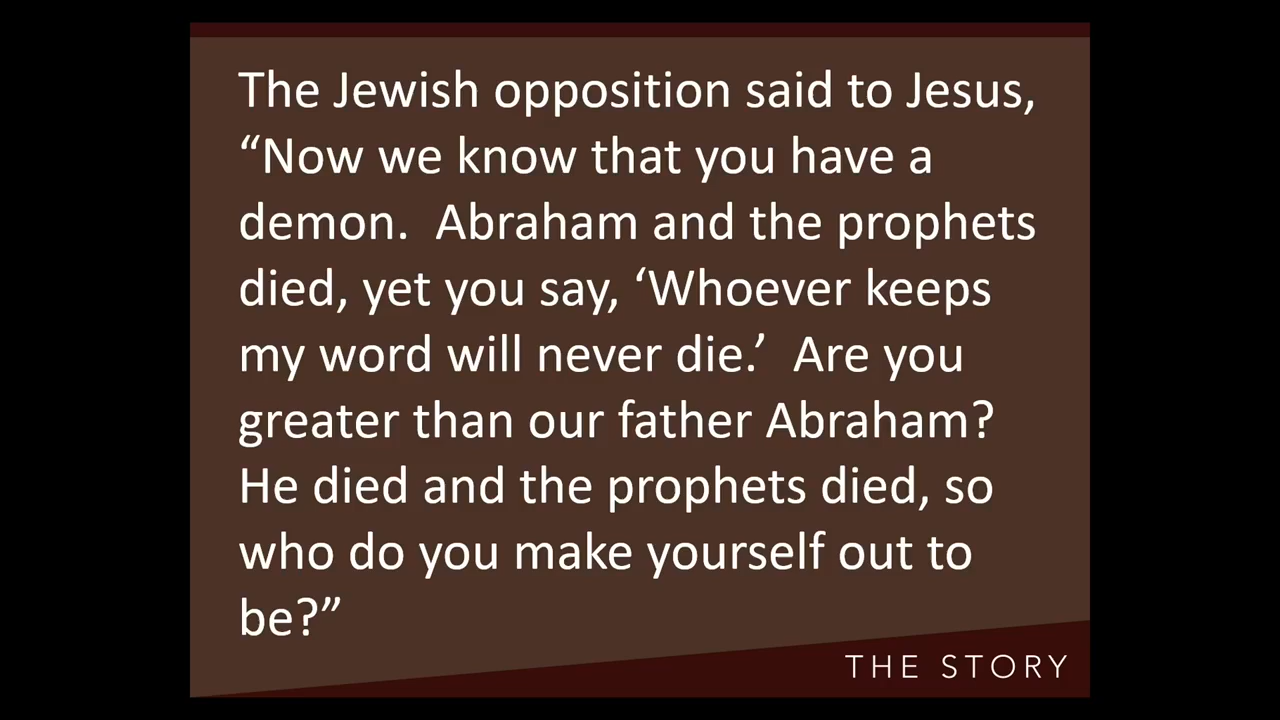 The Jewish opposition said to Jesus,
“Now we know that you have a
demon.  Abraham and the prophets
died, yet you say, ‘Whoever keeps
my word will never die.’  Are you
greater than our father Abraham?
He died and the prophets died, so
who do you make yourself out to
be?”
THE STORY